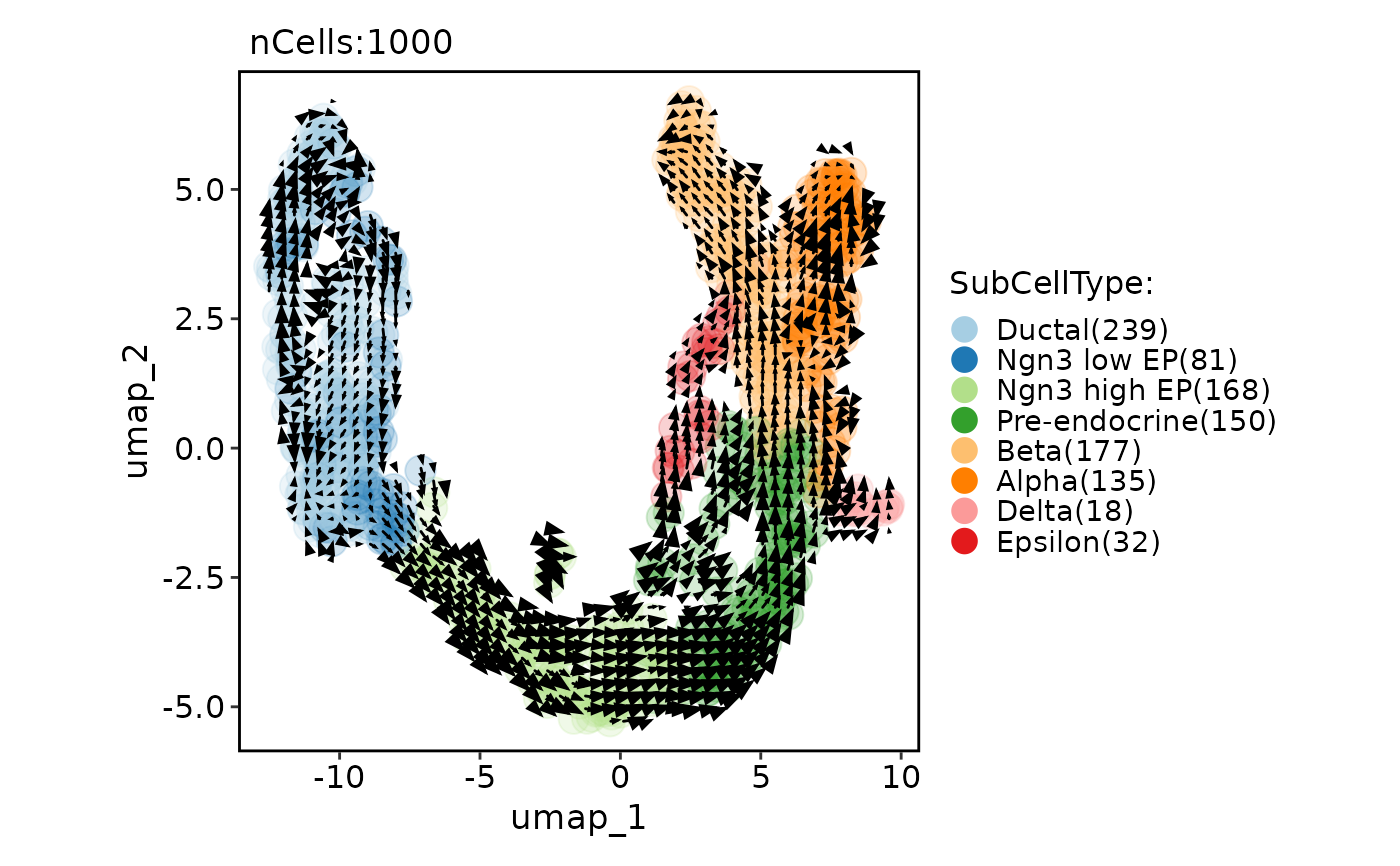 nCells:1000
umap_2
5.0
2.5
0.0
-2.5
-5.0
-10
-5
0
5
10
umap_1
SubCellType:
Ductal(239)
Ngn3 low EP(81)
Ngn3 high EP(168)
Pre-endocrine(150)
Beta(177)
Alpha(135)
Delta(18)
Epsilon(32)